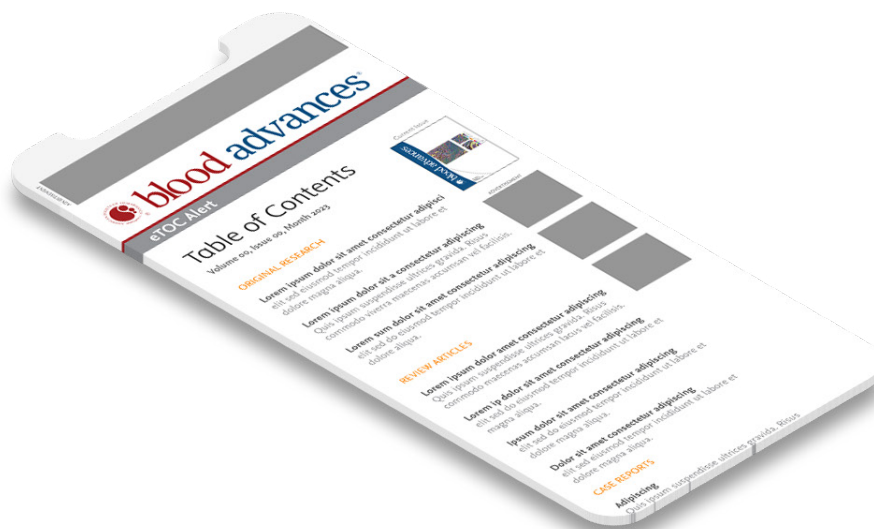 ADVERTISEMENT
blood advances®
eTOC Alert
Table of Contents
Volume 00, Issue 00, Month 2023
Current Issue
blood advances
ADVERTISEMENT
ORIGINAL RESEARCH
Lorem ipsum dolor sit amet consectetur adipisci
elit sed eiusmod tempor incididunt ut labore et
dolore magna aliqua.
Lorem ipsum dolor sit a consectetur adipiscing
Quis ipsum suspendisse ultrices gravida. Risus
commodo viverra maecenas accumsan vel facilisis.
Lorem sum dolor sit amet consectetur adipiscing
elit sed do eiusmod tempor incididunt ut labore et
dolore aliqua.
REVIEW ARTICLES
Lorem ipsum dolor amet consectetur adipiscing
Quis ipsum suspendisse ultrices gravida. Risus
commodo maecenas accumsan lacus vel facilisis.
Lorem ip dolor sit amet consectetur adipiscing
elit sed do eiusmod tempor incididunt ut labore et
magna aliqua.
Ipsum dolor sit amet consectetur adipiscing
elit sed do eiusmod tempor incididunt ut labore et
dolore magna aliqua.
Dolor sit amet consectetur adipiscing
elit sed eiusmod tempor incididunt ut labore et
dolore magna aliqua.
CASE REPORTS
Adipiscing
Quis ipsum suspendisse ultrices gravida. Risus